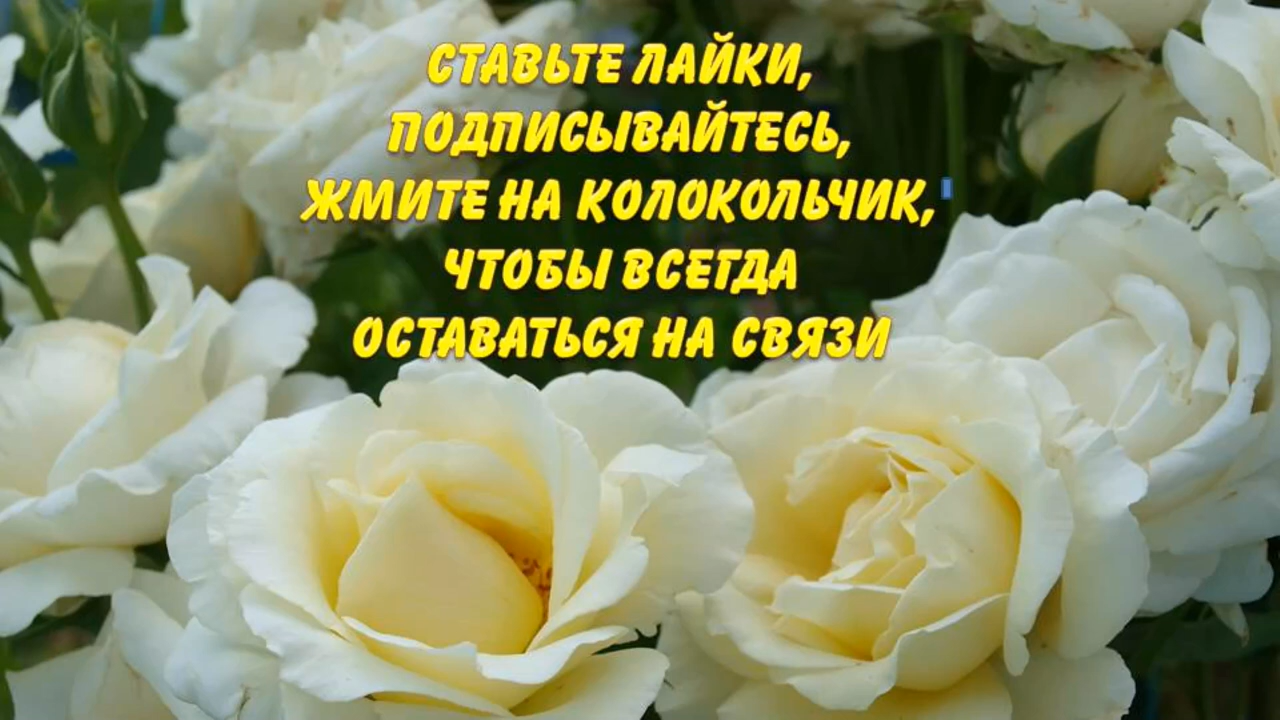 СТАВЬТЕ ЛАЙКИ,
ПОДПИСЫВАЙТЕСЬ,
ЖМИТЕ НА КОЛОКОЛЬЧИК,
ЧТОБЫ ВСЕГДА
ОСТАВАТЬСЯ НА СВЯЗИ